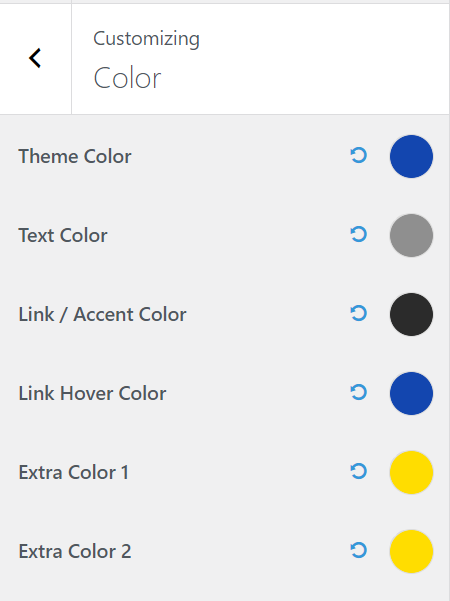 Customizing
Color
Theme Color
Text Color
Link / Accent Color
Link Hover Color
Extra Color 1
Extra Color 2